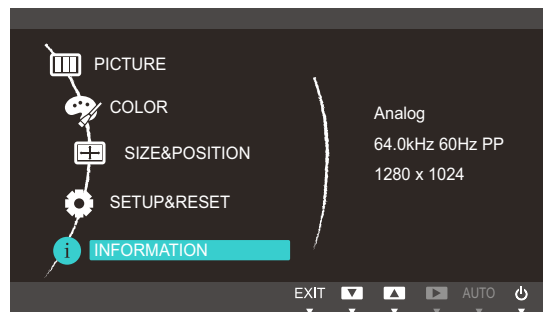 PICTURE
COLOR
SIZE&POSITION
SETUP&RESET
i INFORMATION
Analog
64.0kHz 60Hz PP
1280 x 1024
EXIT AUTO